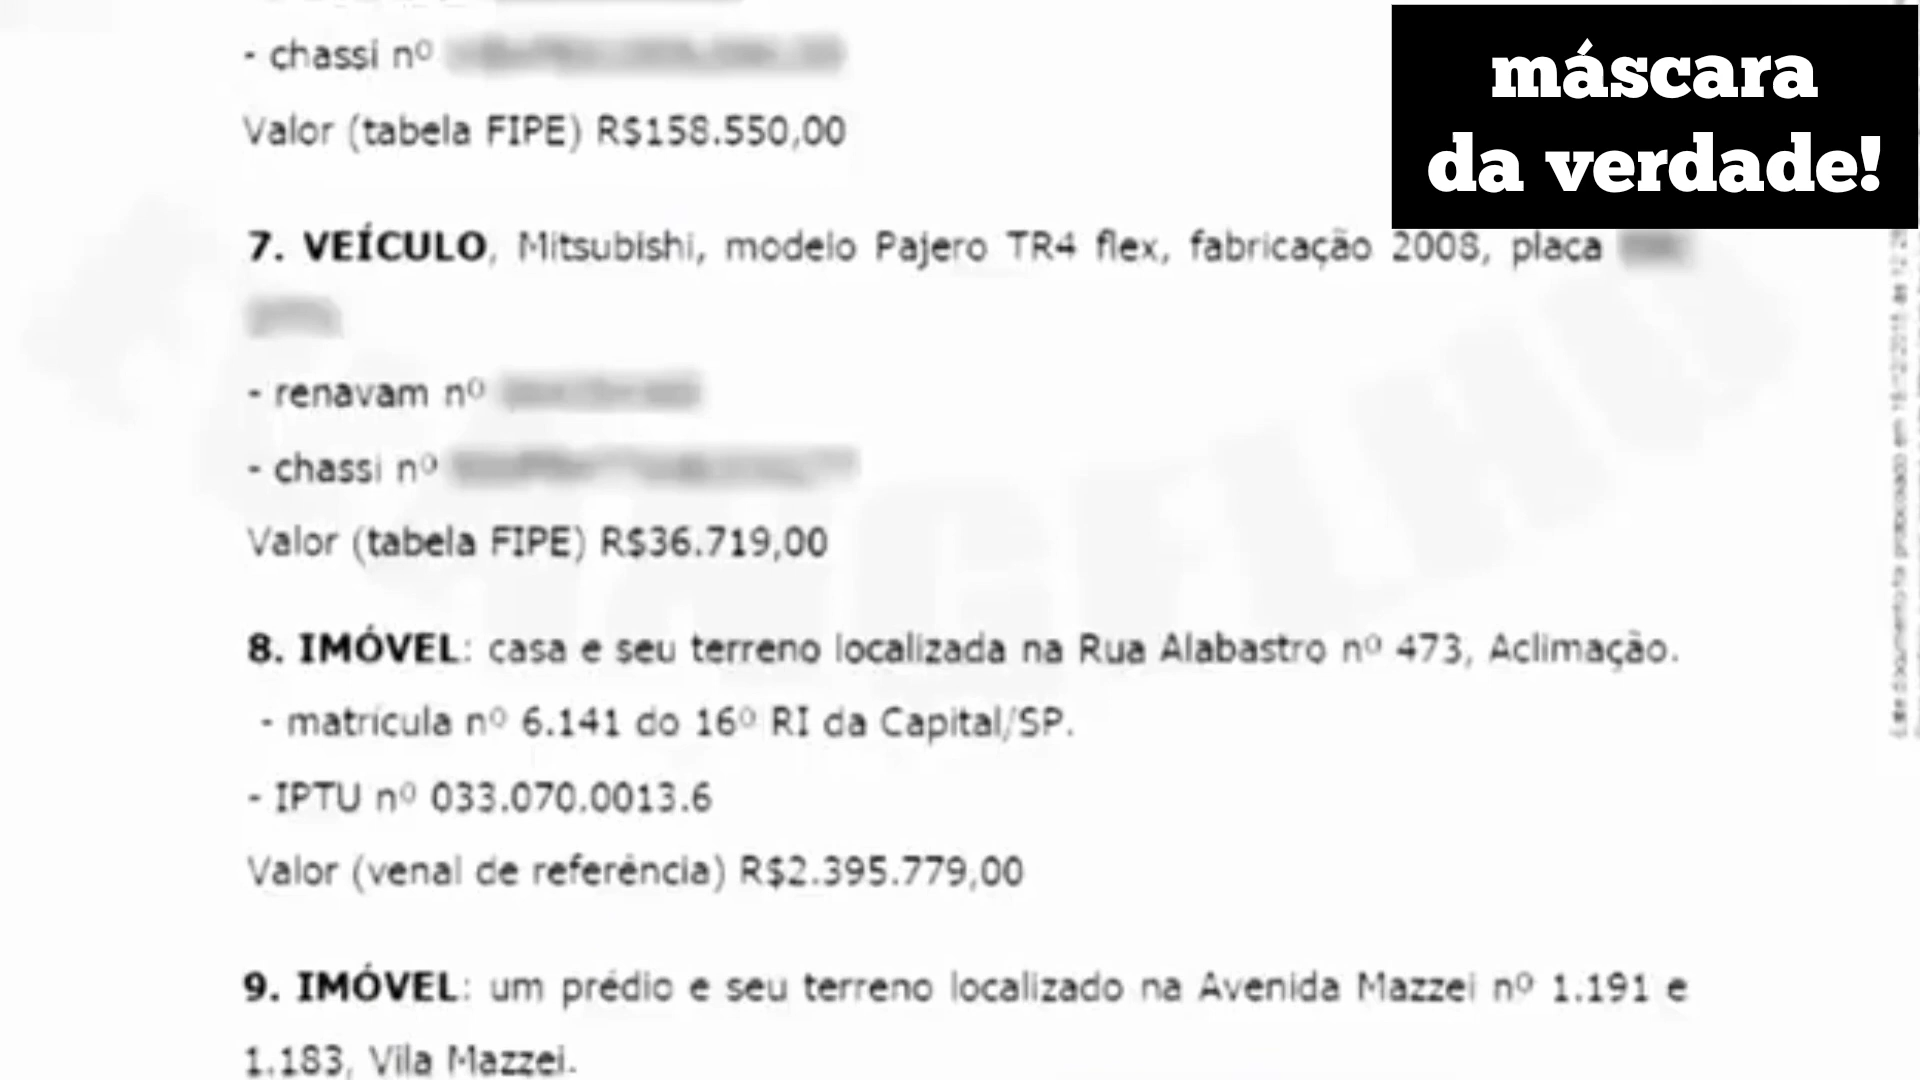 - chassi nº
Valor (tabela FIPE) R$158.550,00
máscara
da verdade!
7. VEÍCULO, Mitsubishi, modelo Pajero TR4 flex, fabricação 2008, placa
- renavam nº
- chassi nº
Valor (tabela FIPE) R$36.719,00
8. IMÓVEL: casa e seu terreno localizada na Rua Alabastro nº 473, Aclimação.
- matrícula nº 6.141 do 16º RI da Capital/SP.
- IPTU nº 033.070.0013.6
Valor (venal de referência) R$2.395.779,00
9. IMÓVEL: um prédio e seu terreno localizado na Avenida Mazzei nº 1.191 e
1.183, Vila Mazzei.